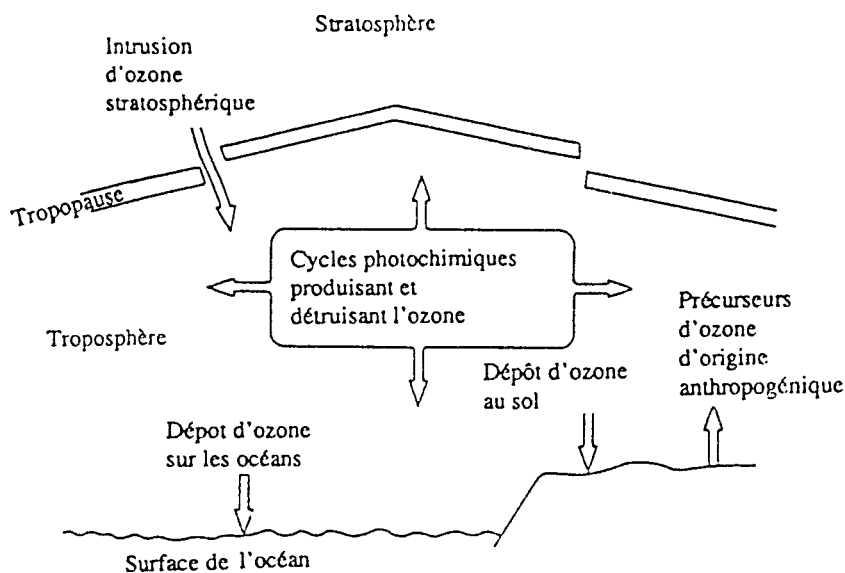 Stratosphère
Intrusion
d'ozone
stratosphérique
Tropopause
Cycles photochimiques
produisant et
détruisant l'ozone
Troposphère
Précurseurs
d'ozone
d'origine
anthropogénique
Dépôt d'ozone
au sol
Dépot d'ozone
sur les océans
Surface de l'océan